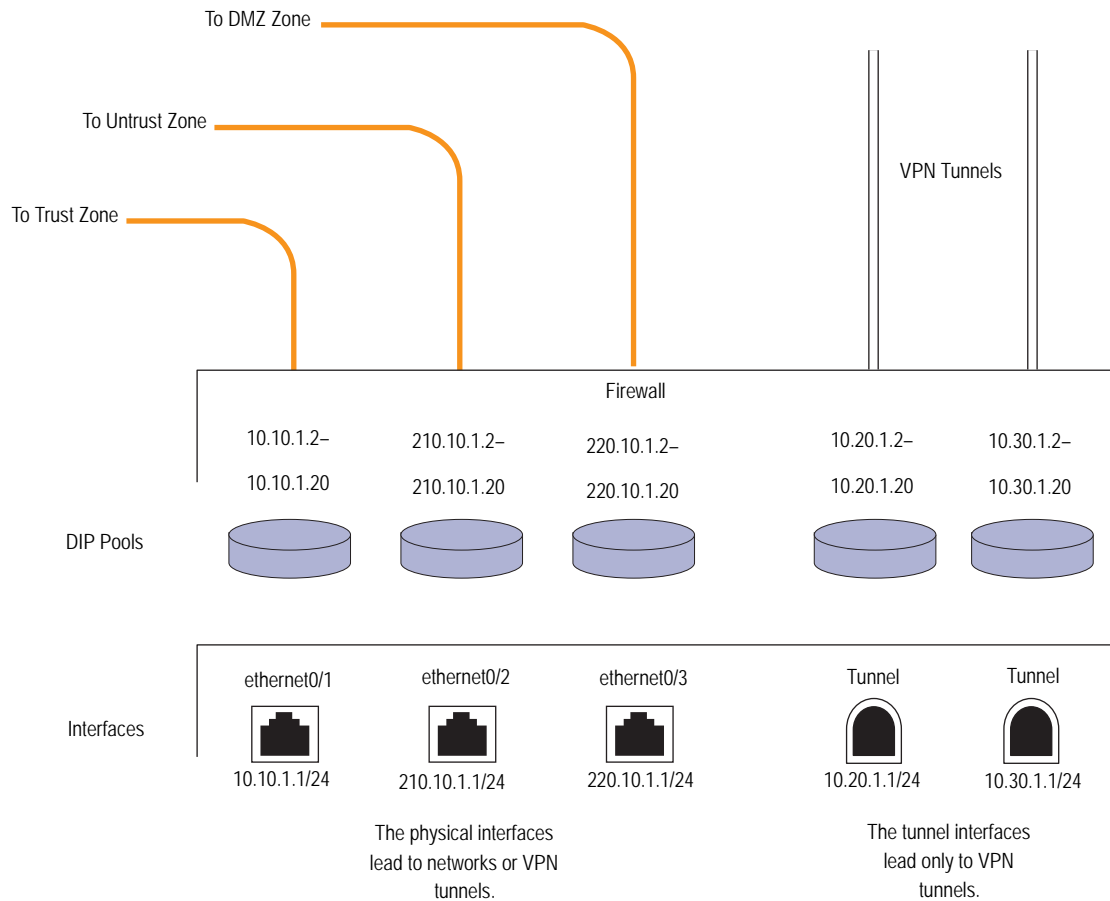 To DMZ Zone
To Untrust Zone
To Trust Zone
VPN Tunnels
Firewall
10.10.1.2–
10.10.1.20
210.10.1.2–
210.10.1.20
220.10.1.2–
220.10.1.20
10.20.1.2–
10.20.1.20
10.30.1.2–
10.30.1.20
DIP Pools
ethernet0/1
ethernet0/2
ethernet0/3
Tunnel
Tunnel
Interfaces
10.10.1.1/24
210.10.1.1/24
220.10.1.1/24
10.20.1.1/24
10.30.1.1/24
The physical interfaces
lead to networks or VPN
tunnels.
The tunnel interfaces
lead only to VPN
tunnels.